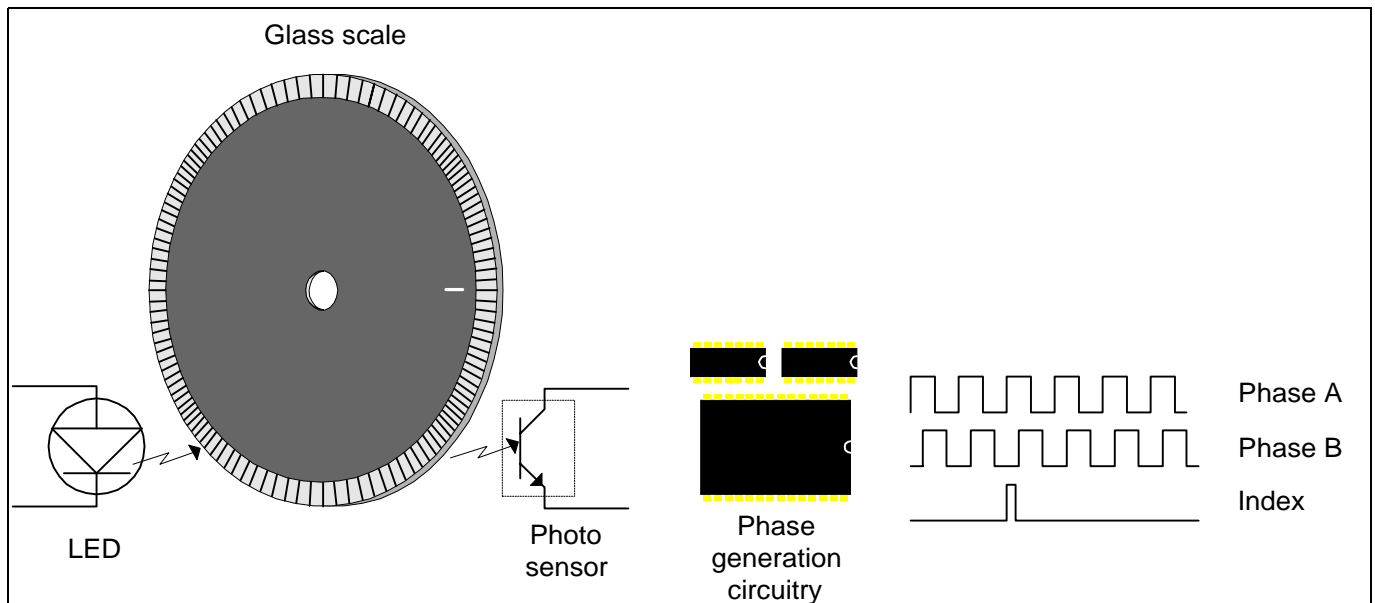 Glass scale
LED
Photo
sensor
Phase
generation
circuitry
Phase A
Phase B
Index